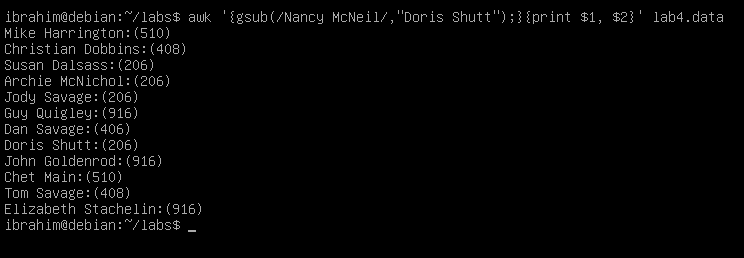 ibrahim@debian:~/labs$ awk '{gsub(/Nancy McNeil/,"Doris Shutt");}{print $1, $2}' lab4.data
Mike Harrington:(510)
Christian Dobbins:(408)
Susan Dalsass:(206)
Archie McNichol:(206)
Jody Savage:(206)
Guy Quigley:(916)
Dan Savage:(406)
Doris Shutt:(206)
John Goldenrod:(916)
Chet Main:(510)
Tom Savage:(408)
Elizabeth Stachelin:(916)
ibrahim@debian:~/labs$ _